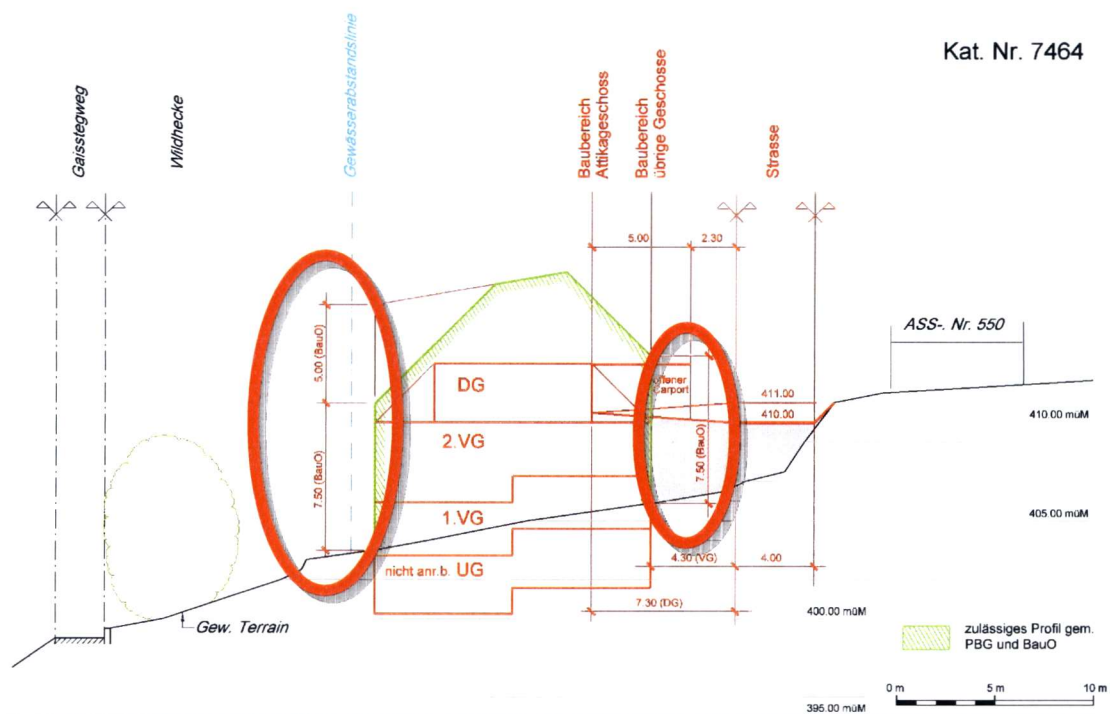 Kat. Nr. 7464
Gaisstegweg
Wildhecke
Gewässerabstandslinie
Baubereich
Attikageschoss
Baubereich
übrige Geschosse
Strasse
5.00
2.30
5.00 (BauO)
7.50 (BauO)
DG
offener
Carport
2.VG
1.VG
nicht anr.b. UG
7.50 (BauO)
411.00
410.00
ASS-. Nr. 550
410.00 müM
405.00 müM
400.00 müM
395.00 müM
4.30 (VG)
4.00
7.30 (DG)
Gew. Terrain
zulässiges Profil gem.
PBG und BauO
0 m
5 m
10 m